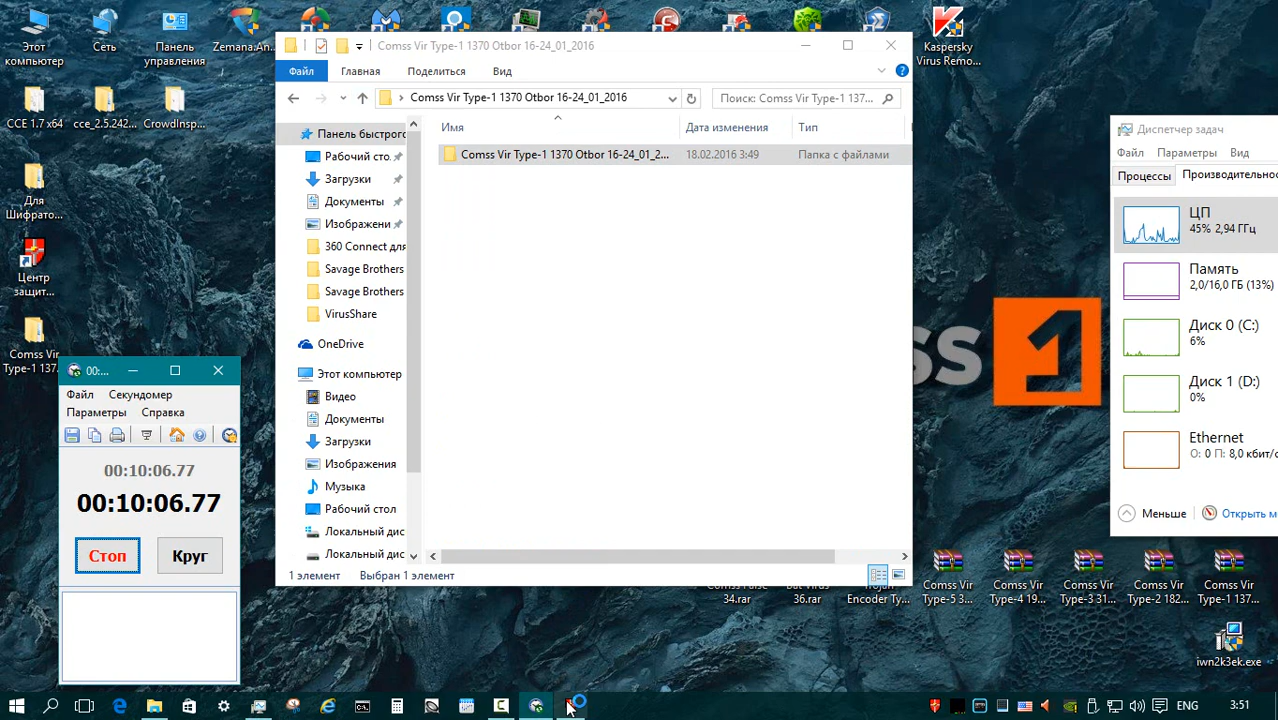 Этот компьютер
Сеть
Панель управления
Zemana.An...
Kaspersky Virus Remo...
CCE 1.7 x64
cce_2.5.242...
CrowdInsp...
Для Шифрато...
Центр защит...
Comss Vir Type-1 137...
Comss Vir Type-1 1370 Otbor 16-24_01_2016
Файл
Главная
Поделиться
Вид
Comss Vir Type-1 1370 Otbor 16-24_01_2016
Поиск: Comss Vir Type-1 137...
Панель быстрого
Рабочий сто.
Загрузки
Документы
Изображени
360 Connect для
Savage Brothers
Savage Brothers
VirusShare
OneDrive
Этот компьютер
Видео
Документы
Загрузки
Изображения
Музыка
Рабочий стол
Локальный дис
Локальный дис
Имя
Дата изменения
Тип
Comss Vir Type-1 1370 Otbor 16-24_01_2...
18.02.2016 3:49
Папка с файлами
1 элемент
Выбран 1 элемент
00:...
Файл
Секундомер
Параметры
Справка
00:10:06.77
00:10:06.77
Стоп
Круг
Диспетчер задач
Файл
Параметры
Вид
Процессы
Производительнос
ЦП
45% 2,94 ГГц
Память
2,0/16,0 ГБ (13%)
Диск 0 (C:)
6%
Диск 1 (D:)
0%
Ethernet
О: 0 П: 8,0 кбит/с
Меньше
Открыть м
ss
1
34.rar
36.rar
Encoder Ty...
Comss Vir Type-5 3...
Comss Vir Type-4 19...
Comss Vir Type-3 31...
Comss Vir Type-2 182...
Comss Vir Type-1 137...
iwn2k3ek.exe
ENG
3:51